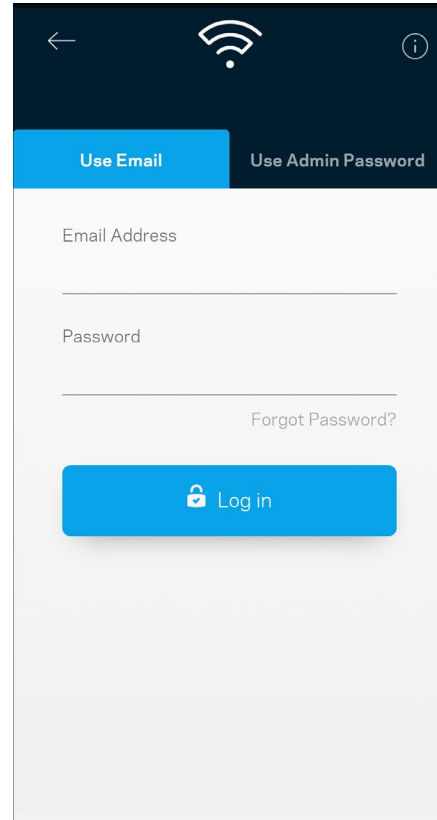 Use Email
Use Admin Password
Email Address
Password
Forgot Password?
Log in